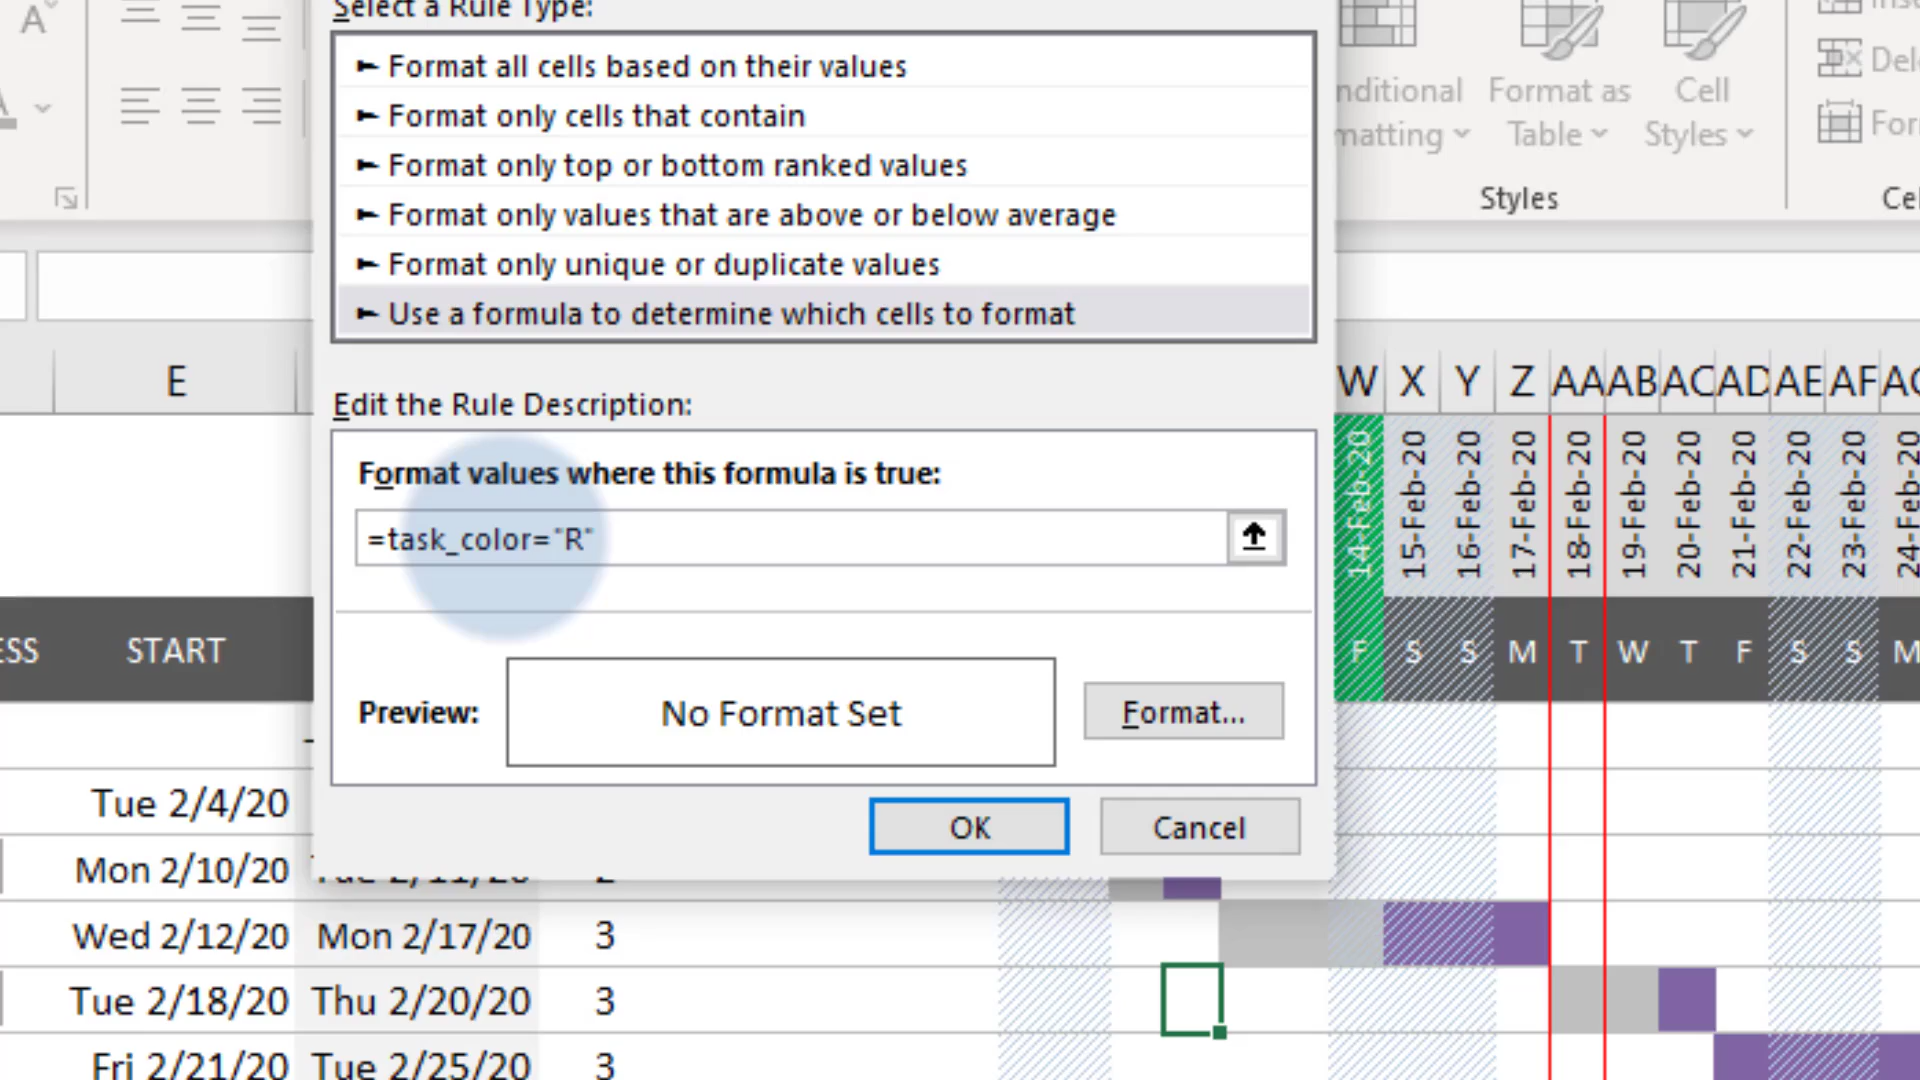 Select a Rule Type:
► Format all cells based on their values
► Format only cells that contain
► Format only top or bottom ranked values
► Format only values that are above or below average
► Format only unique or duplicate values
► Use a formula to determine which cells to format
Edit the Rule Description:
Format values where this formula is true:
=task_color="R"
Preview:
No Format Set
Format...
OK
Cancel
A
nditional
matting
Format as
Table
Cell
Styles
Styles
E
W X Y Z AA AB AC AD AE AF
14-Feb-20
15-Feb-20
16-Feb-20
17-Feb-20
18-Feb-20
19-Feb-20
20-Feb-20
21-Feb-20
22-Feb-20
23-Feb-20
24-Feb-20
ESS START
F S S M T W T F S S M
Tue 2/4/20
Mon 2/10/20
Wed 2/12/20 Mon 2/17/20 3
Tue 2/18/20 Thu 2/20/20 3
Fri 2/21/20 Tue 2/25/20 3